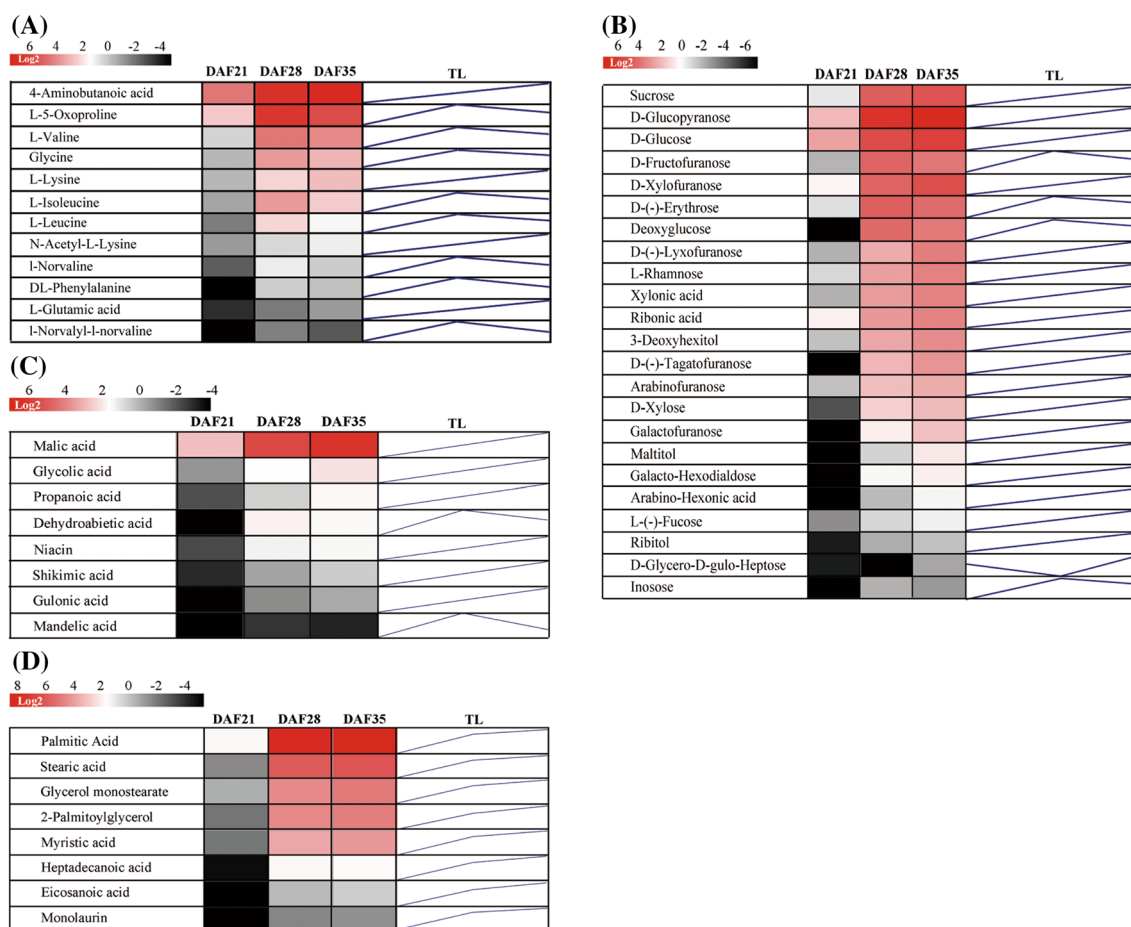 (A)
6 4 2 0 -2 -4
Log2
DAF21 DAF28 DAF35 TL
4-Aminobutanoic acid
L-5-Oxoproline
L-Valine
Glycine
L-Lysine
L-Isoleucine
L-Leucine
N-Acetyl-L-Lysine
l-Norvaline
DL-Phenylalanine
L-Glutamic acid
l-Norvalyl-l-norvaline
(B)
6 4 2 0 -2 -4 -6
Log2
DAF21 DAF28 DAF35 TL
Sucrose
D-Glucopyranose
D-Glucose
D-Fructofuranose
D-Xylofuranose
D-(-)-Erythrose
Deoxyglucose
D-(-)-Lyxofuranose
L-Rhamnose
Xylonic acid
Ribonic acid
3-Deoxyhexitol
D-(-)-Tagatofuranose
Arabinofuranose
D-Xylose
Galactofuranose
Maltitol
Galacto-Hexodialdose
Arabino-Hexonic acid
L-(-)-Fucose
Ribitol
D-Glycero-D-gulo-Heptose
Inosose
(C)
6 4 2 0 -2 -4
Log2
DAF21 DAF28 DAF35 TL
Malic acid
Glycolic acid
Propanoic acid
Dehydroabietic acid
Niacin
Shikimic acid
Gulonic acid
Mandelic acid
(D)
8 6 4 2 0 -2 -4
Log2
DAF21 DAF28 DAF35 TL
Palmitic Acid
Stearic acid
Glycerol monostearate
2-Palmitoylglycerol
Myristic acid
Heptadecanoic acid
Eicosanoic acid
Monolaurin